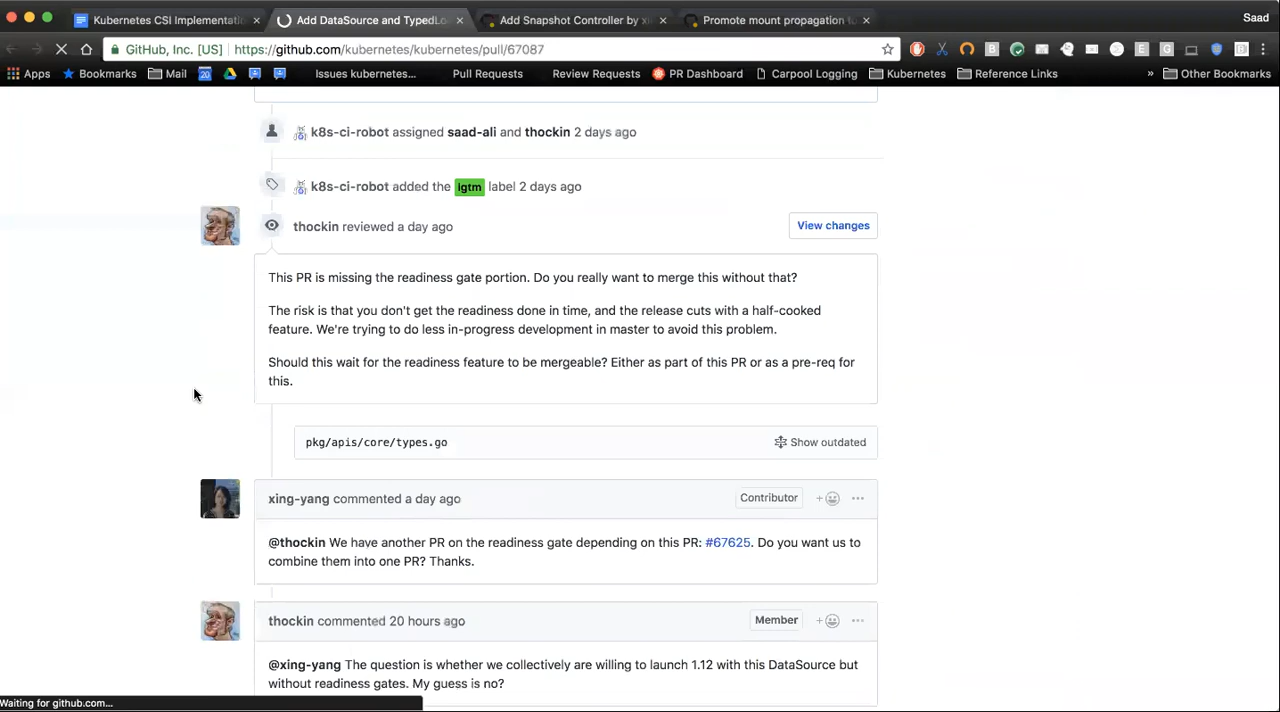 Kubernetes CSI Implementati
Add DataSource and TypedLo
Add Snapshot Controller by xi
Promote mount propagation to
Saad
GitHub, Inc. [US]
https://github.com/kubernetes/kubernetes/pull/67087
Apps
Bookmarks
Mail
20
Issues kubernetes...
Pull Requests
Review Requests
PR Dashboard
Carpool Logging
Kubernetes
Reference Links
»
Other Bookmarks
k8s-ci-robot assigned saad-ali and thockin 2 days ago
k8s-ci-robot added the lgtm label 2 days ago
thockin reviewed a day ago
View changes
This PR is missing the readiness gate portion. Do you really want to merge this without that?
The risk is that you don't get the readiness done in time, and the release cuts with a half-cooked
feature. We're trying to do less in-progress development in master to avoid this problem.
Should this wait for the readiness feature to be mergeable? Either as part of this PR or as a pre-req for
this.
pkg/apis/core/types.go
Show outdated
xing-yang commented a day ago
Contributor
@thockin We have another PR on the readiness gate depending on this PR: #67625. Do you want us to
combine them into one PR? Thanks.
thockin commented 20 hours ago
Member
@xing-yang The question is whether we collectively are willing to launch 1.12 with this DataSource but
without readiness gates. My guess is no?
Waiting for github.com...